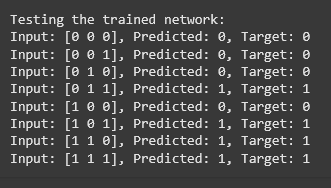 Testing the trained network:
Input: [0 0 0], Predicted: 0, Target: 0
Input: [0 0 1], Predicted: 0, Target: 0
Input: [0 1 0], Predicted: 0, Target: 0
Input: [0 1 1], Predicted: 1, Target: 1
Input: [1 0 0], Predicted: 0, Target: 0
Input: [1 0 1], Predicted: 1, Target: 1
Input: [1 1 0], Predicted: 1, Target: 1
Input: [1 1 1], Predicted: 1, Target: 1